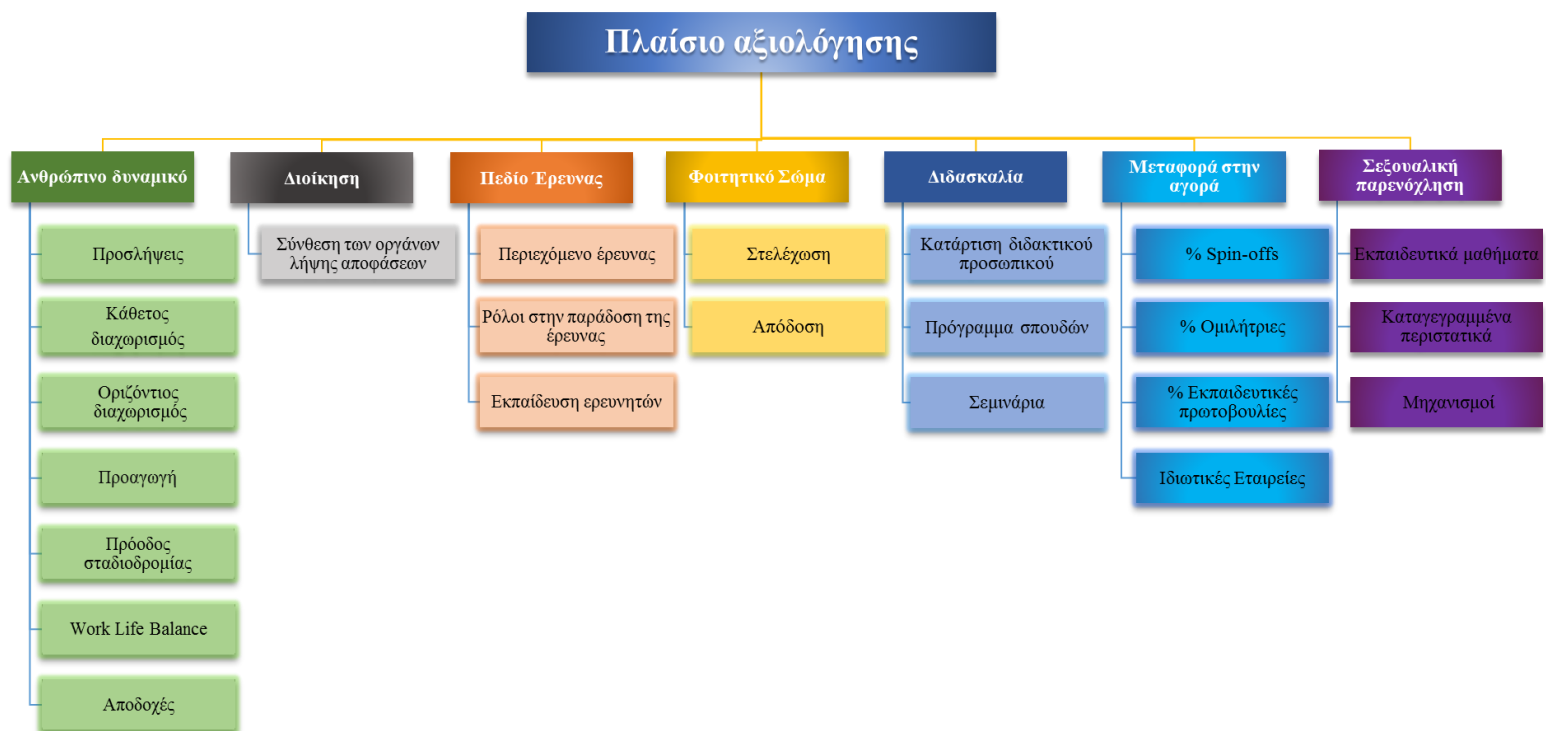 Πλαίσιο αξιολόγησης
Ανθρώπινο δυναμικό
Προσλήψεις
Κάθετος
διαχωρισμός
Οριζόντιος
διαχωρισμός
Προαγωγή
Πρόοδος
σταδιοδρομίας
Work Life Balance
Αποδοχές
Διοίκηση
Σύνθεση των οργάνων
λήψης αποφάσεων
Πεδίο Έρευνας
Περιεχόμενο έρευνας
Ρόλοι στην παράδοση της
έρευνας
Εκπαίδευση ερευνητών
Φοιτητικό Σώμα
Στελέχωση
Απόδοση
Διδασκαλία
Κατάρτιση διδακτικού
προσωπικού
Πρόγραμμα σπουδών
Σεμινάρια
Μεταφορά στην
αγορά
% Spin-offs
% Ομιλήτριες
% Εκπαιδευτικές
πρωτοβουλίες
Ιδιωτικές Εταιρείες
Σεξουαλική
παρενόχληση
Εκπαιδευτικά μαθήματα
Καταγεγραμμένα
περιστατικά
Μηχανισμοί